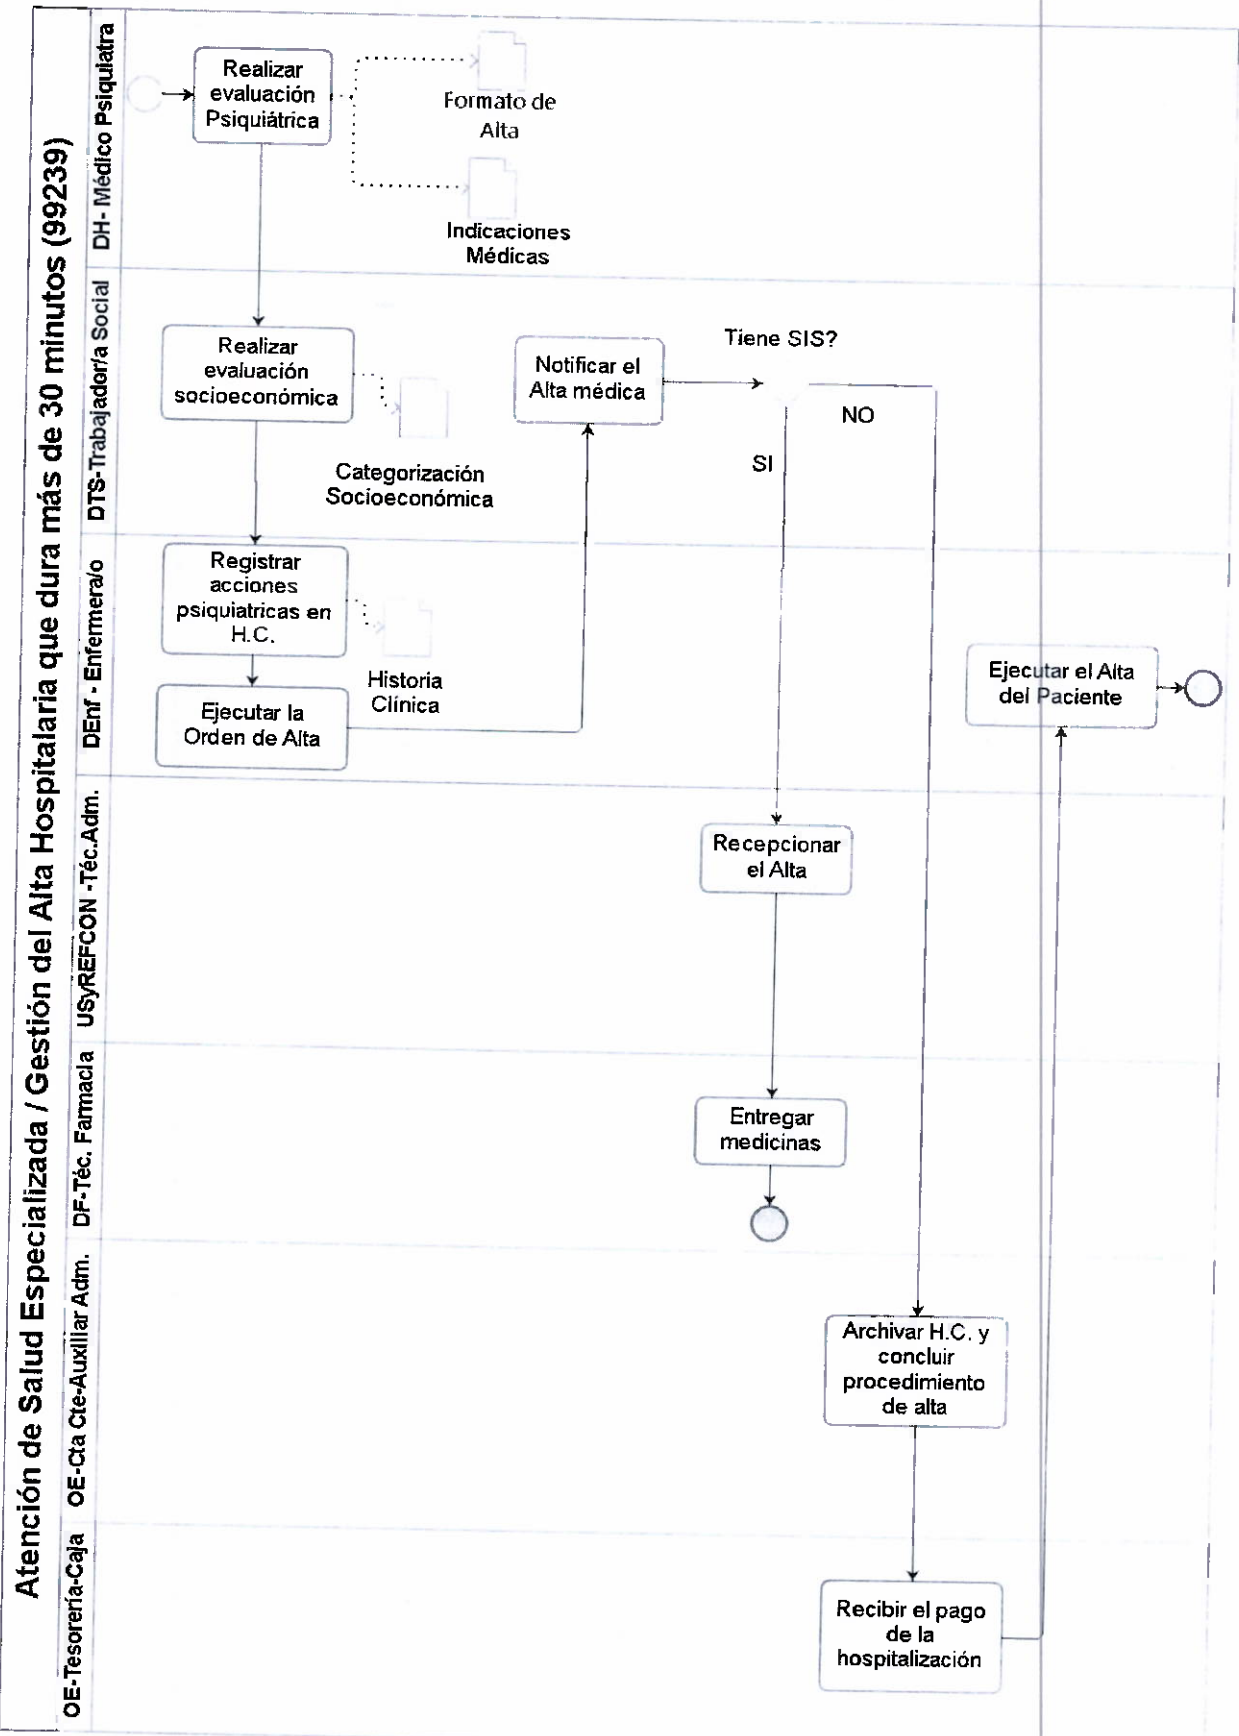 Atención de Salud Especializada / Gestión del Alta Hospitalaria que dura más de 30 minutos (99239)
DH- Médico Psiquiatra
Realizar
evaluación
Psiquiátrica
Formato de
Alta
Indicaciones
Médicas
DTS-Trabajador/a Social
Realizar
evaluación
socioeconómica
Categorización
Socioeconómica
Notificar el
Alta médica
Tiene SIS?
NO
SI
DEnf - Enfermera/o
Registrar
acciones
psiquiatricas en
H.C.
Historia
Clínica
Ejecutar la
Orden de Alta
Ejecutar el Alta
del Paciente
USyREFCON -Téc.Adm.
Recepcionar
el Alta
DF-Téc. Farmacia
Entregar
medicinas
OE-Cta Cte-Auxiliar Adm.
Archivar H.C. y
concluir
procedimiento
de alta
OE-Tesorería-Caja
Recibir el pago
de la
hospitalización